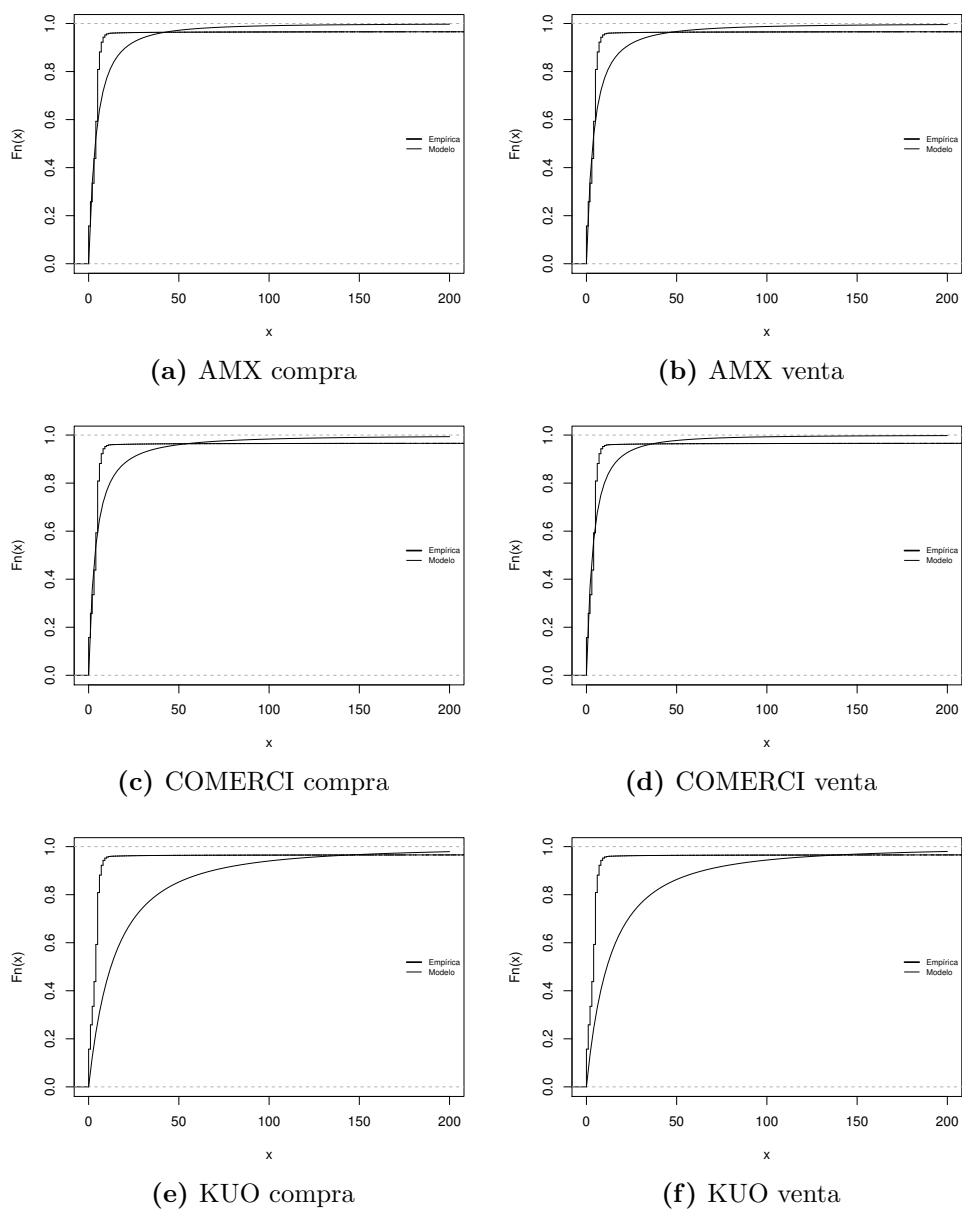 1.0
0.8
0.6
0.4
0.2
0.0
Fn(x)
Empírica
Modelo
0 50 100 150 200
x
(a) AMX compra
1.0
0.8
0.6
0.4
0.2
0.0
Fn(x)
Empírica
Modelo
0 50 100 150 200
x
(b) AMX venta
1.0
0.8
0.6
0.4
0.2
0.0
Fn(x)
Empírica
Modelo
0 50 100 150 200
x
(c) COMERCI compra
1.0
0.8
0.6
0.4
0.2
0.0
Fn(x)
Empírica
Modelo
0 50 100 150 200
x
(d) COMERCI venta
1.0
0.8
0.6
0.4
0.2
0.0
Fn(x)
Empírica
Modelo
0 50 100 150 200
x
(e) KUO compra
1.0
0.8
0.6
0.4
0.2
0.0
Fn(x)
Empírica
Modelo
0 50 100 150 200
x
(f) KUO venta